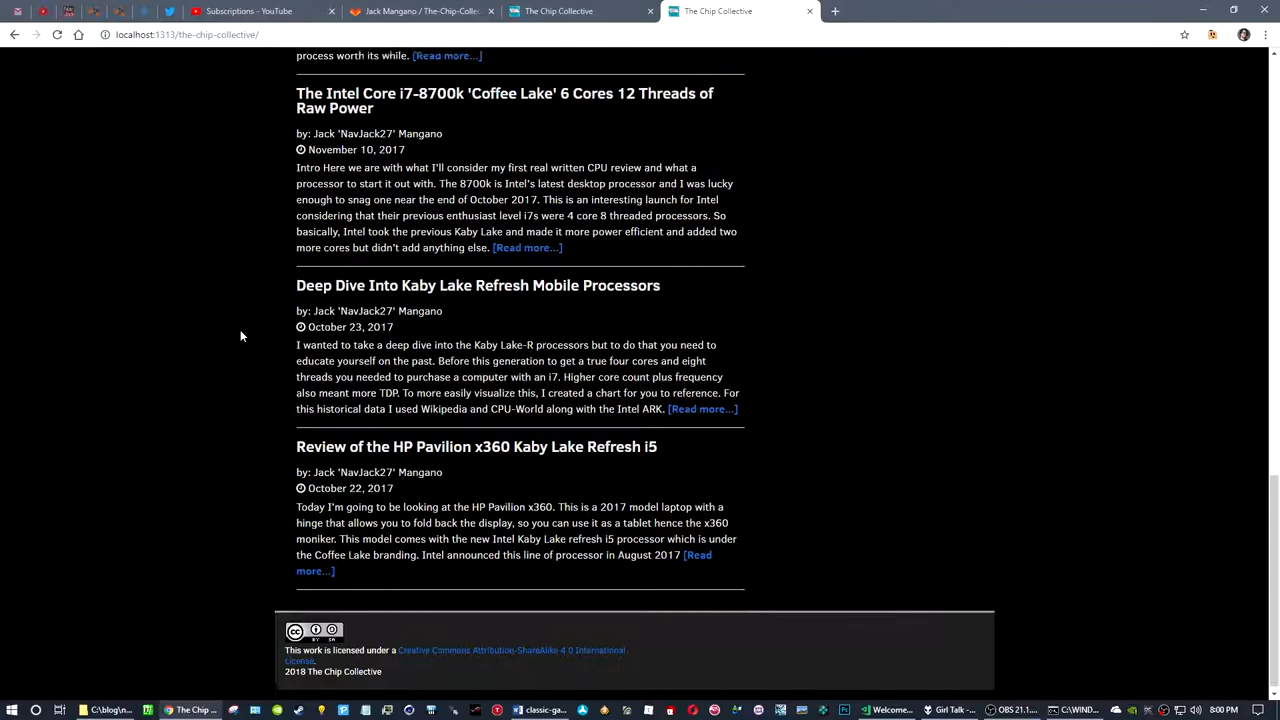 Subscriptions - YouTube
Jack Mangano / The-Chip-Collec
The Chip Collective
The Chip Collective
localhost:1313/the-chip-collective/
process worth its while. [Read more...]
The Intel Core i7-8700k 'Coffee Lake' 6 Cores 12 Threads of
Raw Power
by: Jack 'NavJack27' Mangano
November 10, 2017
Intro Here we are with what I'll consider my first real written CPU review and what a
processor to start it out with. The 8700k is Intel's latest desktop processor and I was lucky
enough to snag one near the end of October 2017. This is an interesting launch for Intel
considering that their previous enthusiast level i7s were 4 core 8 threaded processors. So
basically, Intel took the previous Kaby Lake and made it more power efficient and added two
more cores but didn't add anything else. [Read more...]
Deep Dive Into Kaby Lake Refresh Mobile Processors
by: Jack 'NavJack27' Mangano
October 23, 2017
I wanted to take a deep dive into the Kaby Lake-R processors but to do that you need to
educate yourself on the past. Before this generation to get a true four cores and eight
threads you needed to purchase a computer with an i7. Higher core count plus frequency
also meant more TDP. To more easily visualize this, I created a chart for you to reference. For
this historical data I used Wikipedia and CPU-World along with the Intel ARK. [Read more...]
Review of the HP Pavilion x360 Kaby Lake Refresh i5
by: Jack 'NavJack27' Mangano
October 22, 2017
Today I'm going to be looking at the HP Pavilion x360. This is a 2017 model laptop with a
hinge that allows you to fold back the display, so you can use it as a tablet hence the x360
moniker. This model comes with the new Intel Kaby Lake refresh i5 processor which is under
the Coffee Lake branding. Intel announced this line of processor in August 2017 [Read
more...]
CC BY SA
This work is licensed under a Creative Commons Attribution-ShareAlike 4.0 International
License.
2018 The Chip Collective
C:\blog\n... The Chip ... classic-ga... Welcome... Girl Talk -... OBS 21.1.... C:\WIND... 8:00 PM